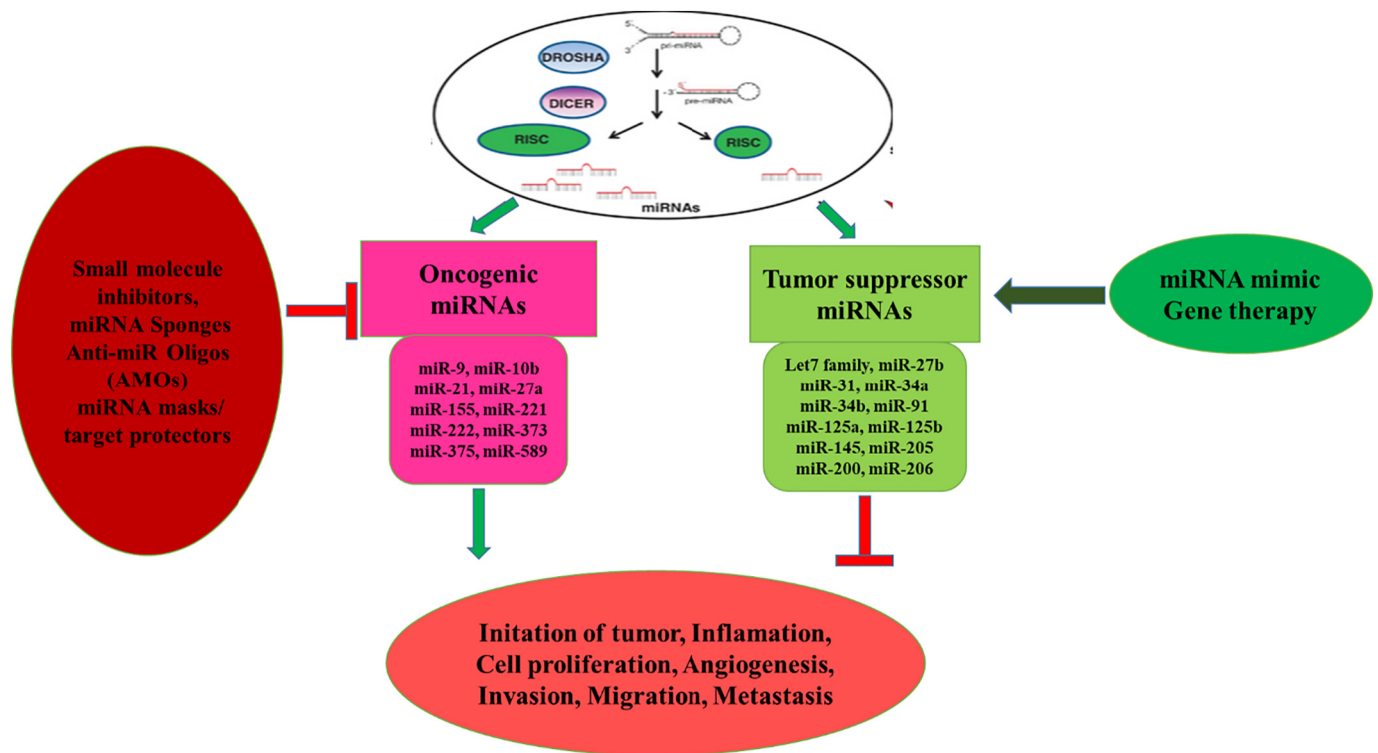 5'
3'
pri-miRNA
DROSHA
5'
-3'
pre-miRNA
DICER
RISC
RISC
miRNAs
Small molecule
inhibitors,
miRNA Sponges
Anti-miR Oligos
(AMOs)
miRNA masks/
target protectors
Oncogenic
miRNAs
miR-9, miR-10b
miR-21, miR-27a
miR-155, miR-221
miR-222, miR-373
miR-375, miR-589
Tumor suppressor
miRNAs
Let7 family, miR-27b
miR-31, miR-34a
miR-34b, miR-91
miR-125a, miR-125b
miR-145, miR-205
miR-200, miR-206
miRNA mimic
Gene therapy
Initation of tumor, Inflamation,
Cell proliferation, Angiogenesis,
Invasion, Migration, Metastasis